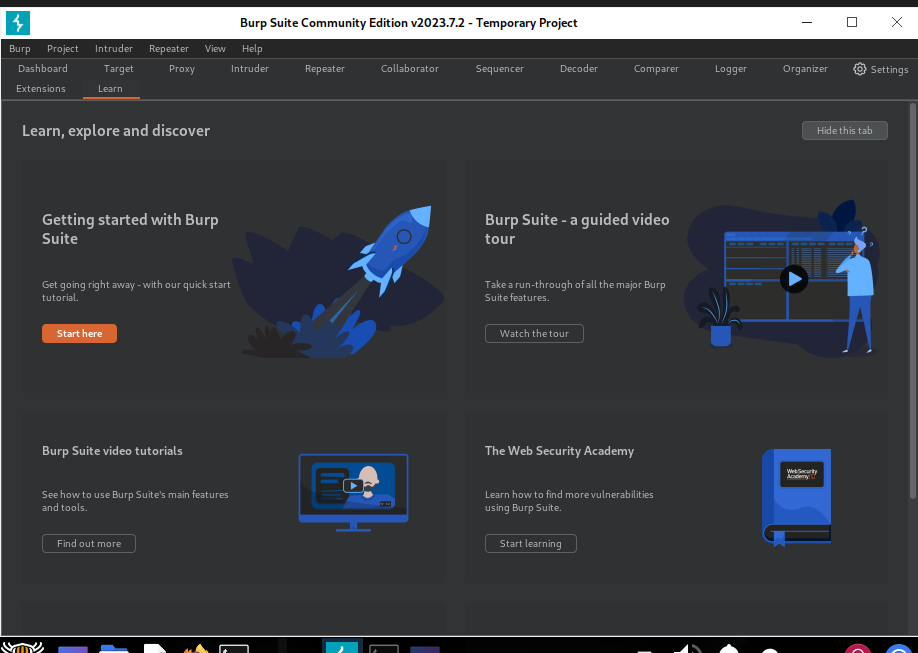 Burp Suite Community Edition v2023.7.2 - Temporary Project
Burp Project Intruder Repeater View Help
Dashboard Target Proxy Intruder Repeater Collaborator Sequencer Decoder Comparer Logger Organizer Settings
Extensions Learn
Learn, explore and discover
Hide this tab
Getting started with Burp
Suite
Get going right away - with our quick start
tutorial.
Start here
Burp Suite - a guided video
tour
Take a run-through of all the major Burp
Suite features.
Watch the tour
Burp Suite video tutorials
See how to use Burp Suite's main features
and tools.
Find out more
The Web Security Academy
Learn how to find more vulnerabilities
using Burp Suite.
Start learning
WebSecurity
Academy